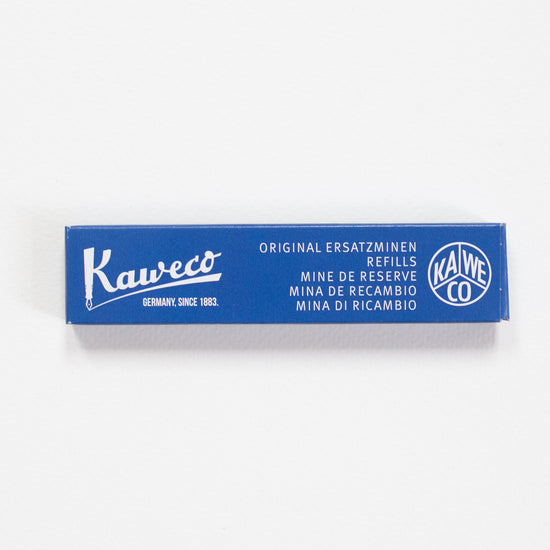 Kaweco
GERMANY, SINCE 1883.
ORIGINAL ERSATZMINEN
REFILLS
MINE DE RESERVE
MINA DE RECAMBIO
MINA DI RICAMBIO
KA WE
CO